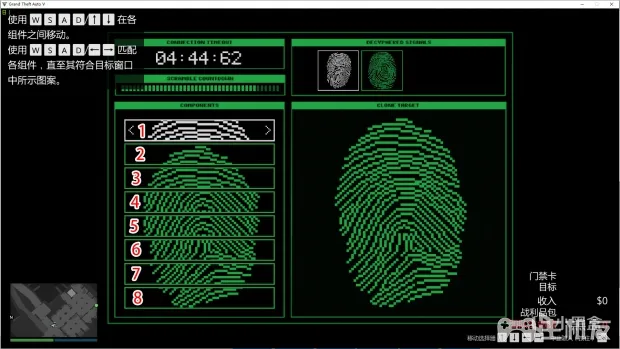 Grand Theft Auto V
使用 W S A D / ↑ ↓ 在各
组件之间移动。
使用 W S A D / ← → 匹配
各组件，直至其符合目标窗口
中所示图案。
CONNECTION TIMEOUT
04:44:62
SCRAMBLE COUNTDOWN
DECYPHERED SIGNALS
COMPONENTS
CLONE TARGET
< 1 >
2
3
4
5
6
7
8
门禁卡
目标
收入 $0
战利品包